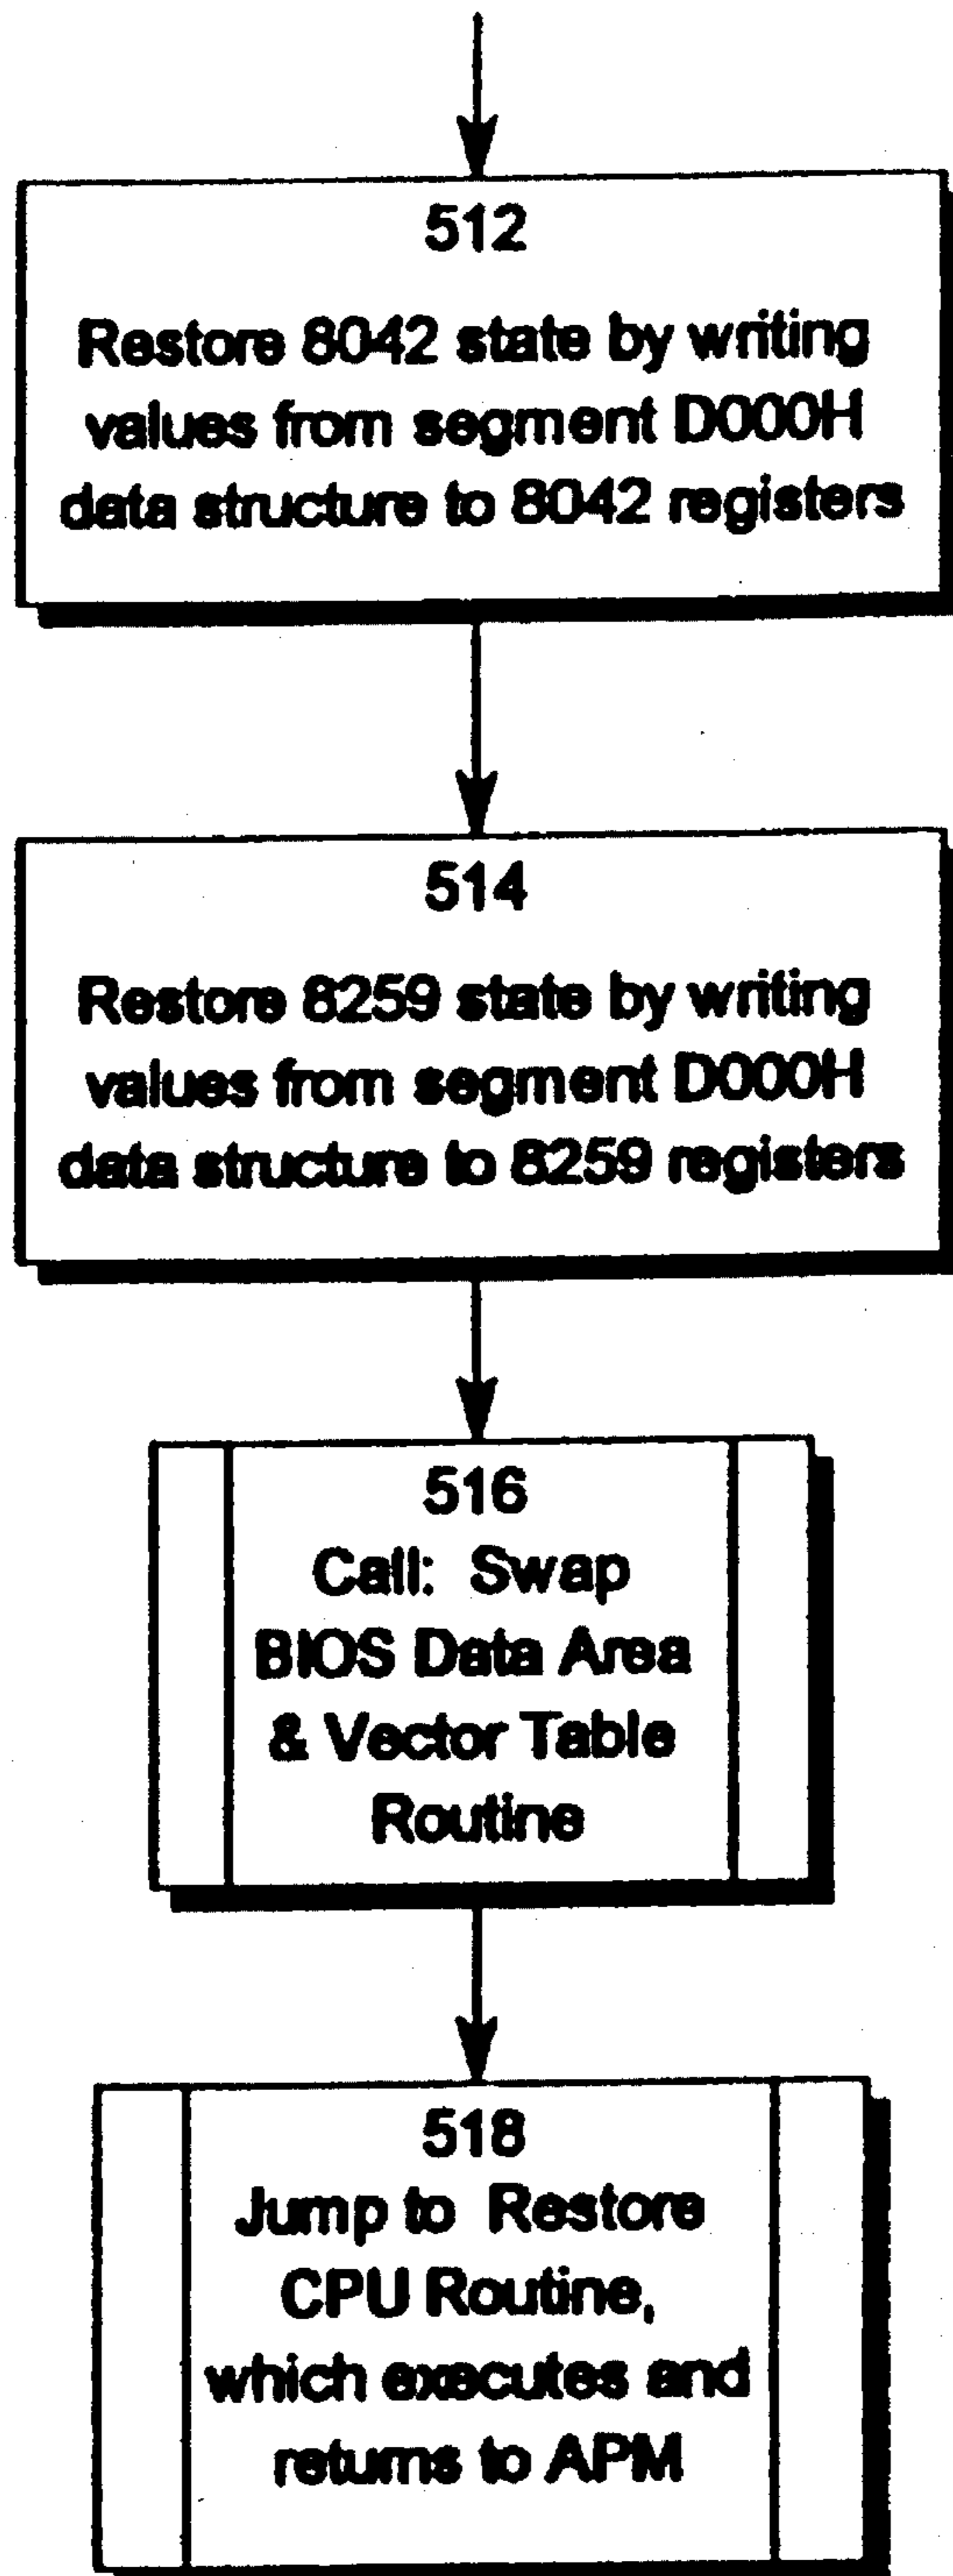 512
Restore 8042 state by writing
values from segment D000H
data structure to 8042 registers
514
Restore 8259 state by writing
values from segment D000H
data structure to 8259 registers
516
Call: Swap
BIOS Data Area
& Vector Table
Routine
518
Jump to Restore
CPU Routine,
which executes and
returns to APM